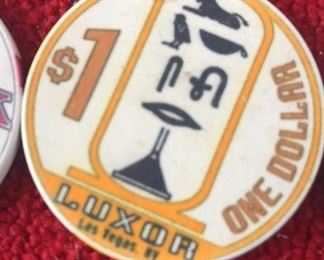 $1
ONE DOLLAR
LUXOR
Las Vegas, NV